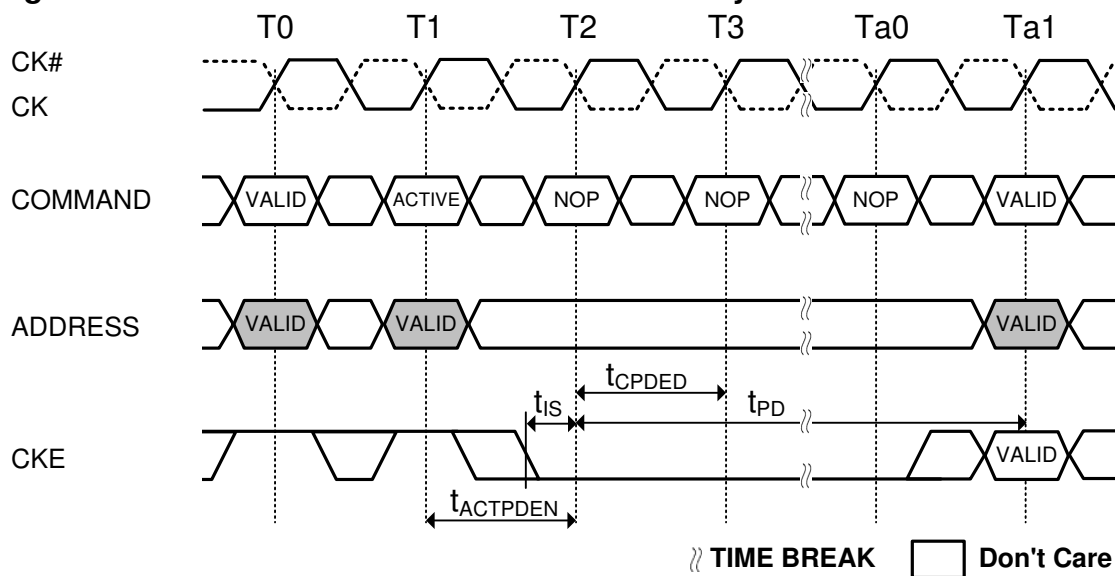 T0 T1 T2 T3 Ta0 Ta1
CK#
CK
COMMAND VALID ACTIVE NOP NOP NOP VALID
ADDRESS VALID VALID VALID
tCPDED
tIS tPD
CKE VALID
tACTPDEN
TIME BREAK Don't Care